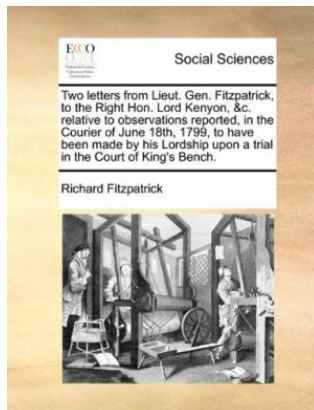 ECCO
Social Sciences
Two letters from Lieut. Gen. Fitzpatrick,
to the Right Hon. Lord Kenyon, &c.
relative to observations reported, in the
Courier of June 18th, 1799, to have
been made by his Lordship upon a trial
in the Court of King's Bench.
Richard Fitzpatrick